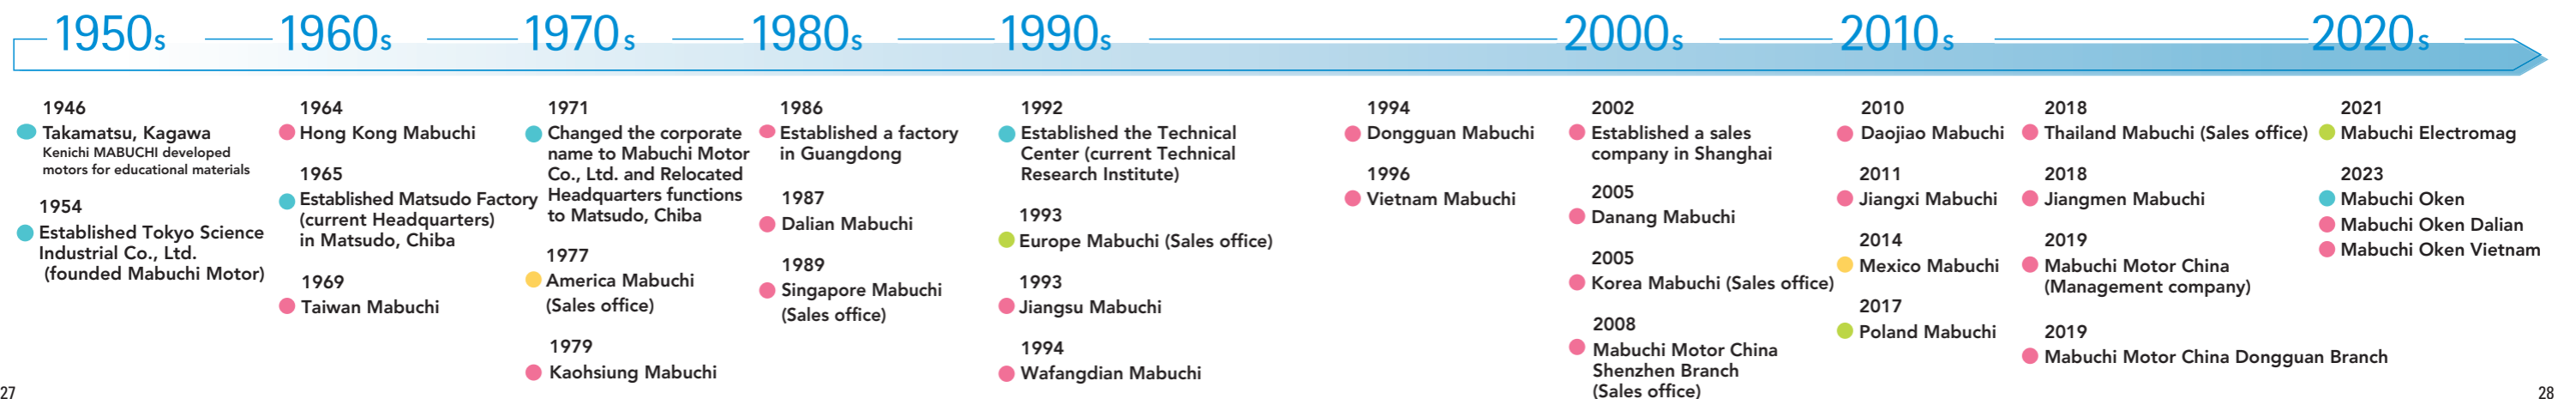 1950s
1960s
1970s
1980s
1990s
2000s
2010s
2020s
1946
Takamatsu, Kagawa
Kenichi MABUCHI developed
motors for educational materials
1954
Established Tokyo Science
Industrial Co., Ltd.
(founded Mabuchi Motor)
1964
Hong Kong Mabuchi
1965
Established Matsudo Factory
(current Headquarters)
in Matsudo, Chiba
1969
Taiwan Mabuchi
1971
Changed the corporate
name to Mabuchi Motor
Co., Ltd. and Relocated
Headquarters functions
to Matsudo, Chiba
1977
America Mabuchi
(Sales office)
1979
Kaohsiung Mabuchi
1986
Established a factory
in Guangdong
1987
Dalian Mabuchi
1989
Singapore Mabuchi
(Sales office)
1992
Established the Technical
Center (current Technical
Research Institute)
1993
Europe Mabuchi (Sales office)
1993
Jiangsu Mabuchi
1994
Wafangdian Mabuchi
1994
Dongguan Mabuchi
1996
Vietnam Mabuchi
2002
Established a sales
company in Shanghai
2005
Danang Mabuchi
2005
Korea Mabuchi (Sales office)
2008
Mabuchi Motor China
Shenzhen Branch
(Sales office)
2010
Daojiao Mabuchi
2011
Jiangxi Mabuchi
2014
Mexico Mabuchi
2017
Poland Mabuchi
2018
Thailand Mabuchi (Sales office)
2018
Jiangmen Mabuchi
2019
Mabuchi Motor China
(Management company)
2019
Mabuchi Motor China Dongguan Branch
2021
Mabuchi Electromag
2023
Mabuchi Oken
Mabuchi Oken Dalian
Mabuchi Oken Vietnam
27
28